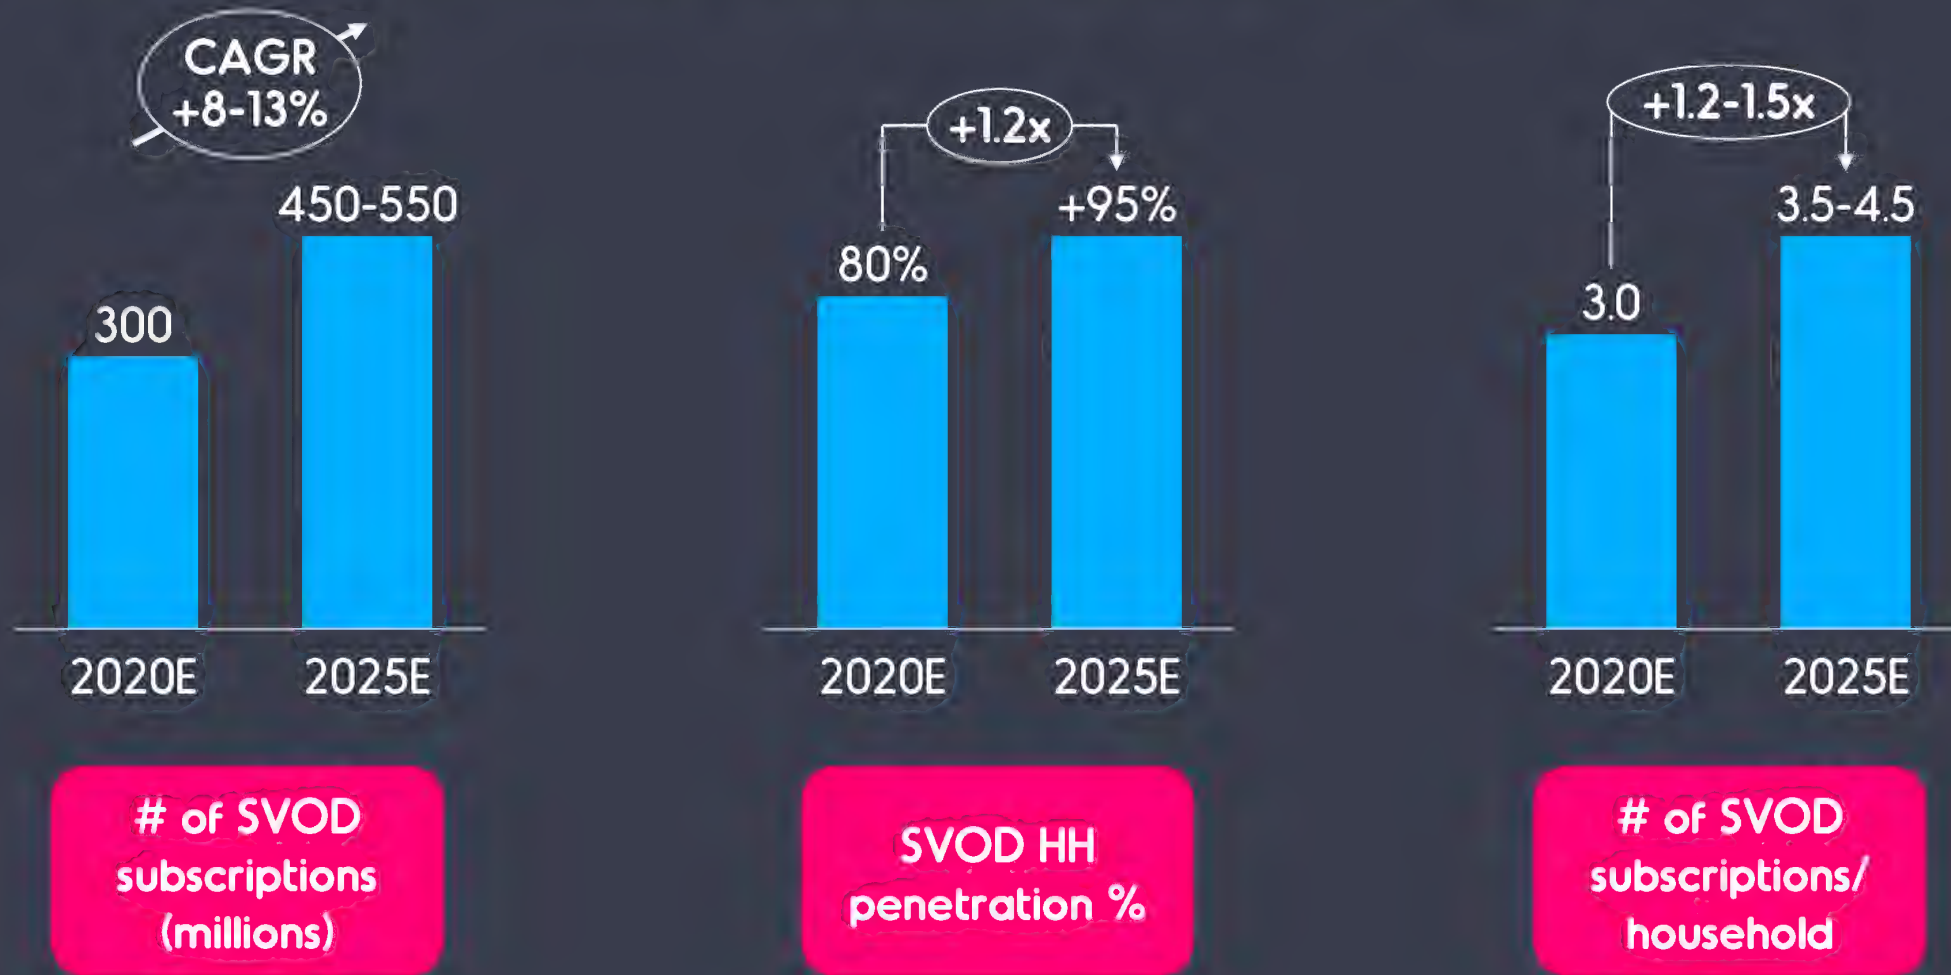 CAGR
+8-13%
300
450-550
2020E
2025E
# of SVOD
subscriptions
(millions)
+1.2x
80%
+95%
2020E
2025E
SVOD HH
penetration %
+1.2-1.5x
3.0
3.5-4.5
2020E
2025E
# of SVOD
subscriptions/
household